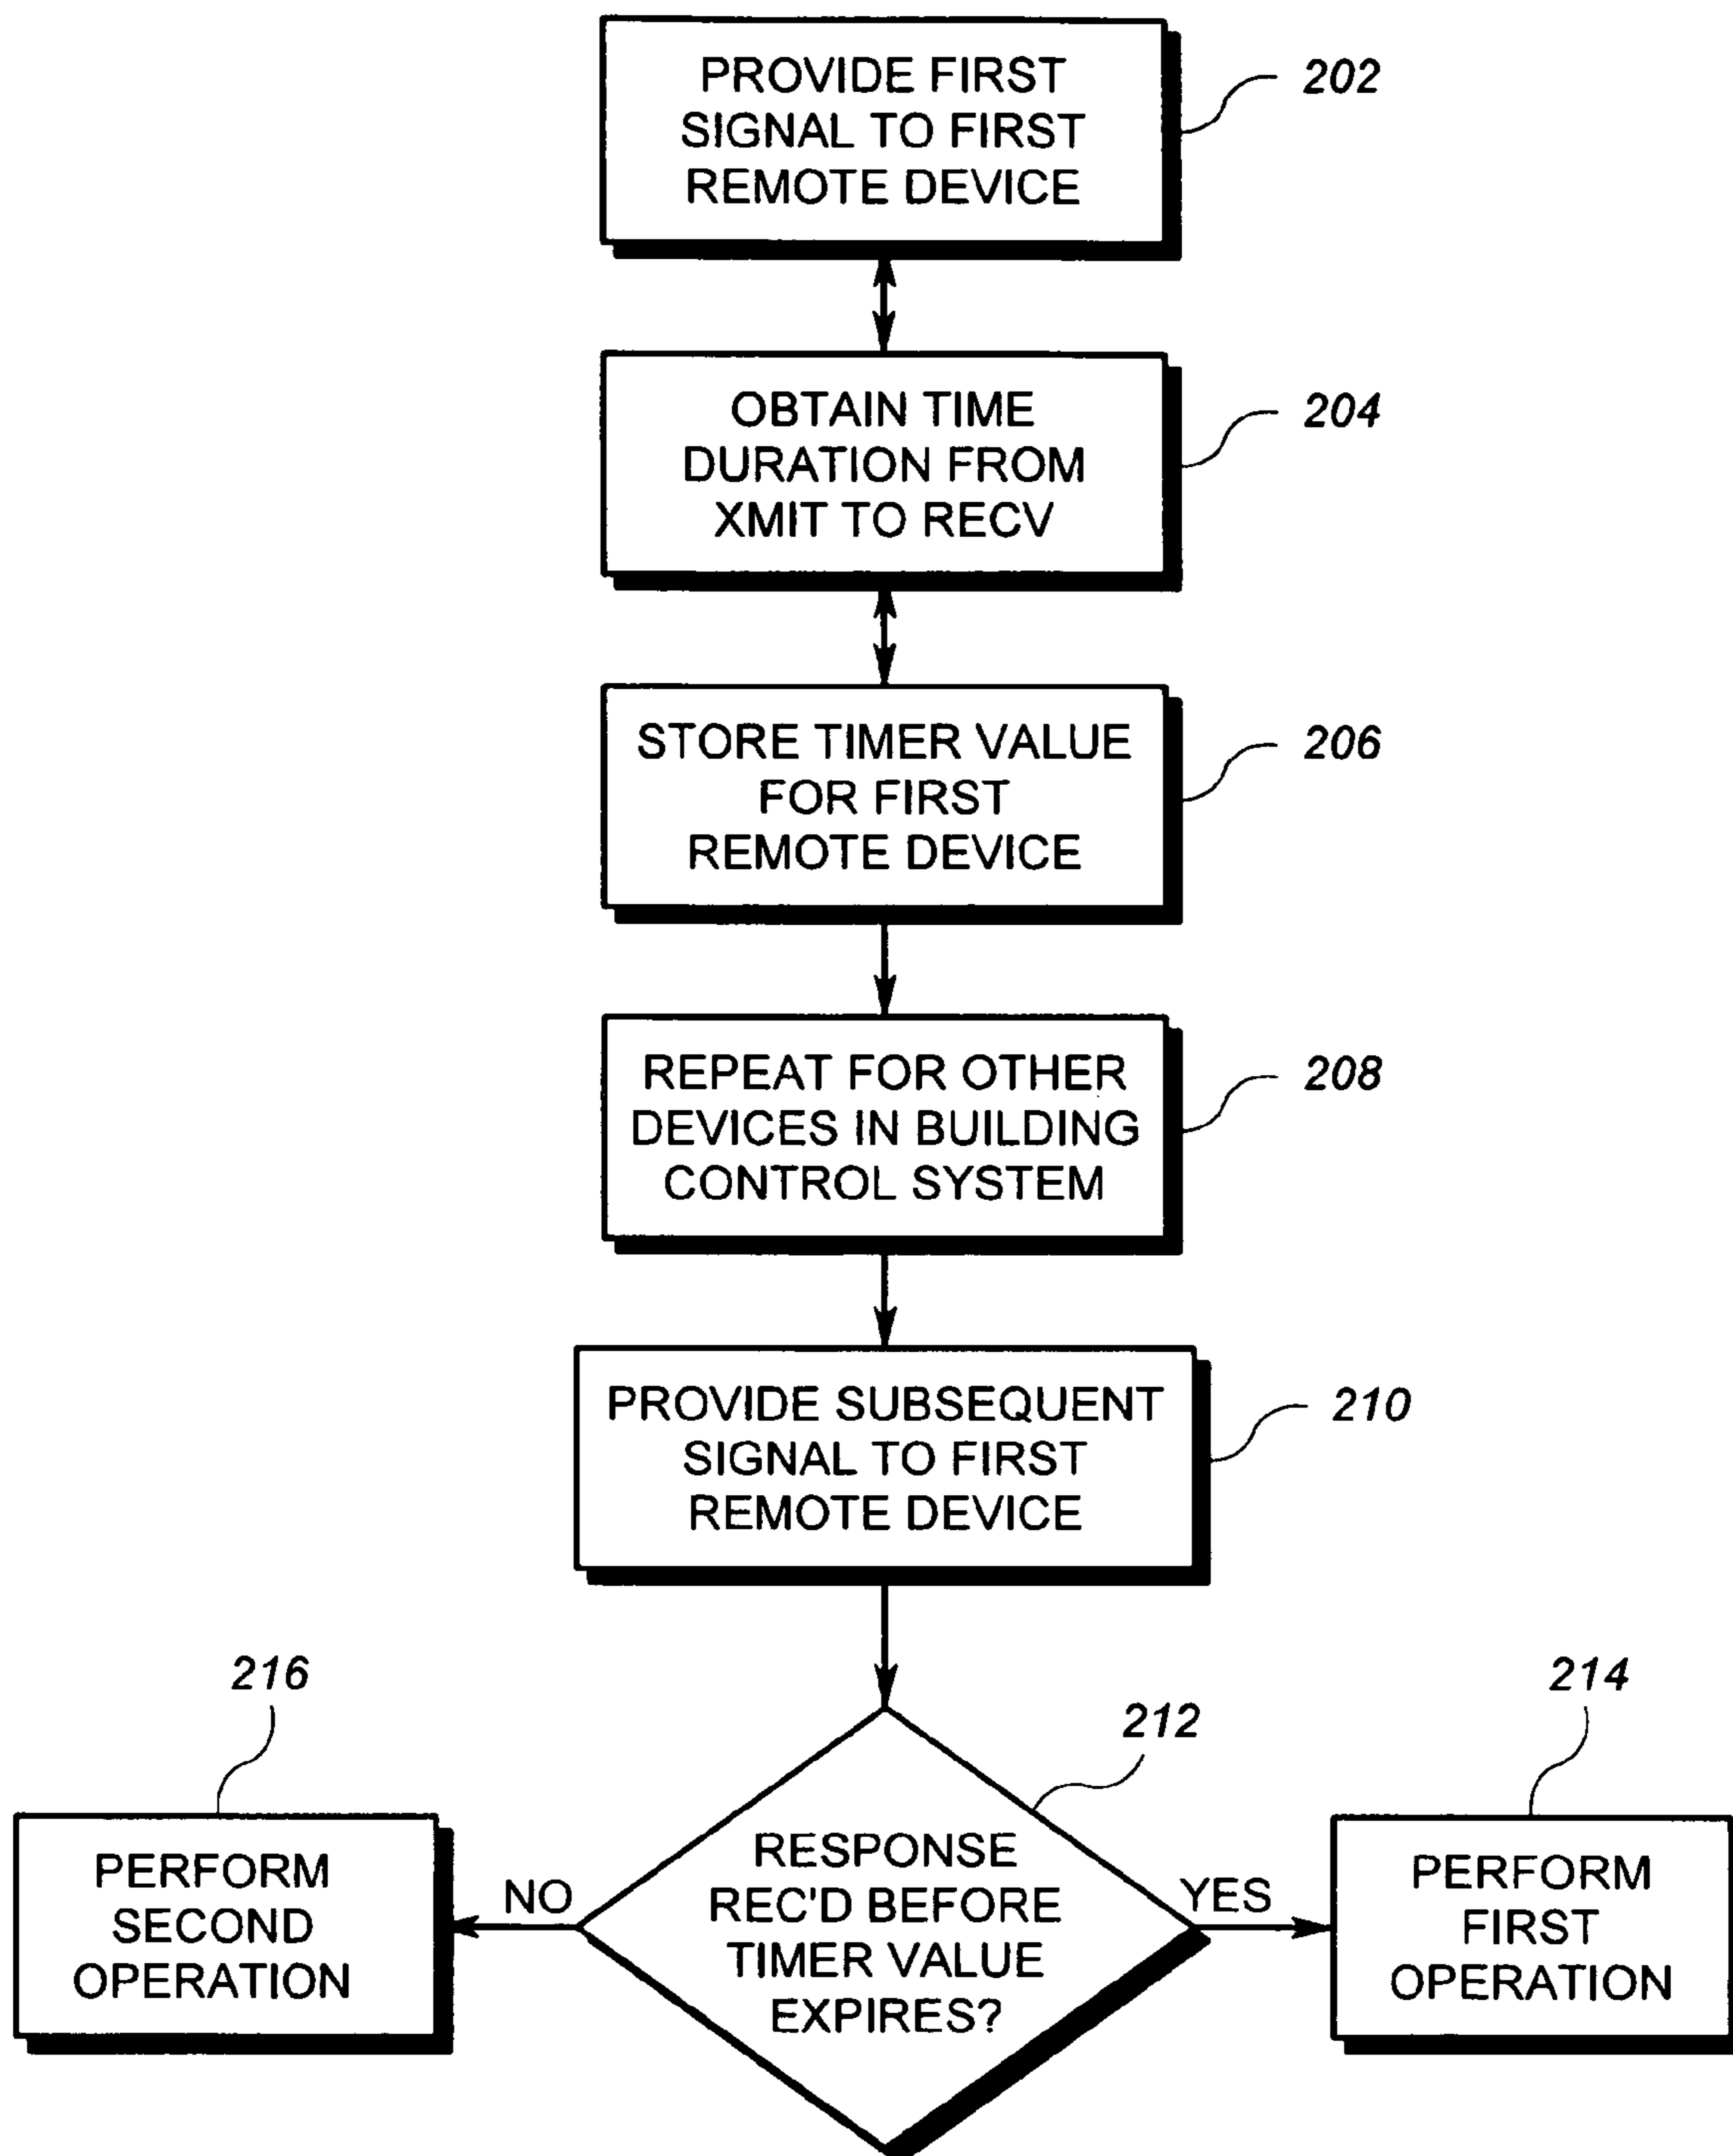 PROVIDE FIRST
SIGNAL TO FIRST
REMOTE DEVICE
202
OBTAIN TIME
DURATION FROM
XMIT TO RECV
204
STORE TIMER VALUE
FOR FIRST
REMOTE DEVICE
206
REPEAT FOR OTHER
DEVICES IN BUILDING
CONTROL SYSTEM
208
PROVIDE SUBSEQUENT
SIGNAL TO FIRST
REMOTE DEVICE
210
216
212
214
PERFORM
SECOND
OPERATION
NO
RESPONSE
REC'D BEFORE
TIMER VALUE
EXPIRES?
YES
PERFORM
FIRST
OPERATION